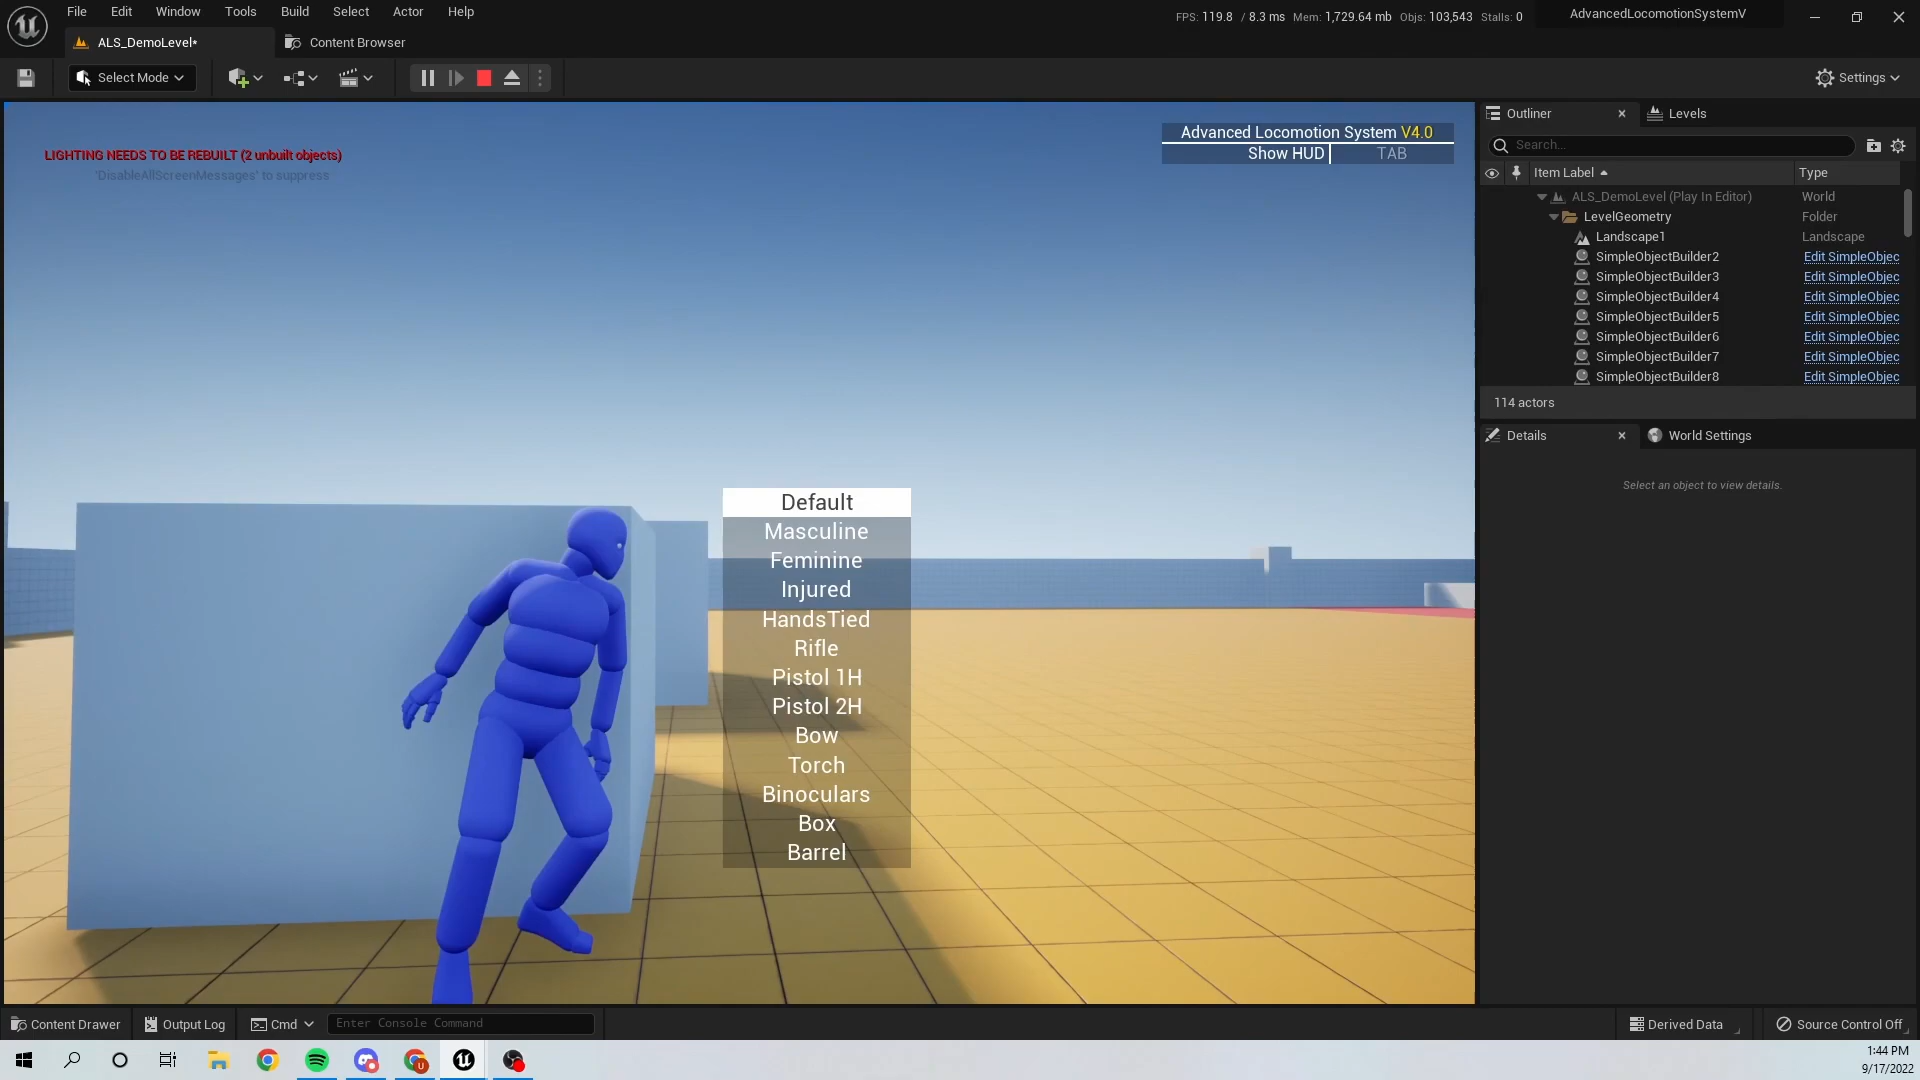 File Edit Window Tools Build Select Actor Help
FPS: 119.8 / 8.3 ms Mem: 1,729.64 mb Objs: 103,543 Stalls: 0
AdvancedLocomotionSystemV
ALS_DemoLevel*
Content Browser
Select Mode
Settings
LIGHTING NEEDS TO BE REBUILT (2 unbuilt objects)
'DisableAllScreenMessages' to suppress
Advanced Locomotion System V4.0
Show HUD TAB
Default
Masculine
Feminine
Injured
HandsTied
Rifle
Pistol 1H
Pistol 2H
Bow
Torch
Binoculars
Box
Barrel
Outliner
Levels
Search...
Item Label Type
ALS_DemoLevel (Play In Editor) World
LevelGeometry Folder
Landscape1 Landscape
SimpleObjectBuilder2 Edit SimpleObjec
SimpleObjectBuilder3 Edit SimpleObjec
SimpleObjectBuilder4 Edit SimpleObjec
SimpleObjectBuilder5 Edit SimpleObjec
SimpleObjectBuilder6 Edit SimpleObjec
SimpleObjectBuilder7 Edit SimpleObjec
SimpleObjectBuilder8 Edit SimpleObjec
114 actors
Details
World Settings
Select an object to view details.
Content Drawer
Output Log
Cmd
Enter Console Command
Derived Data
Source Control Off
1:44 PM
9/17/2022